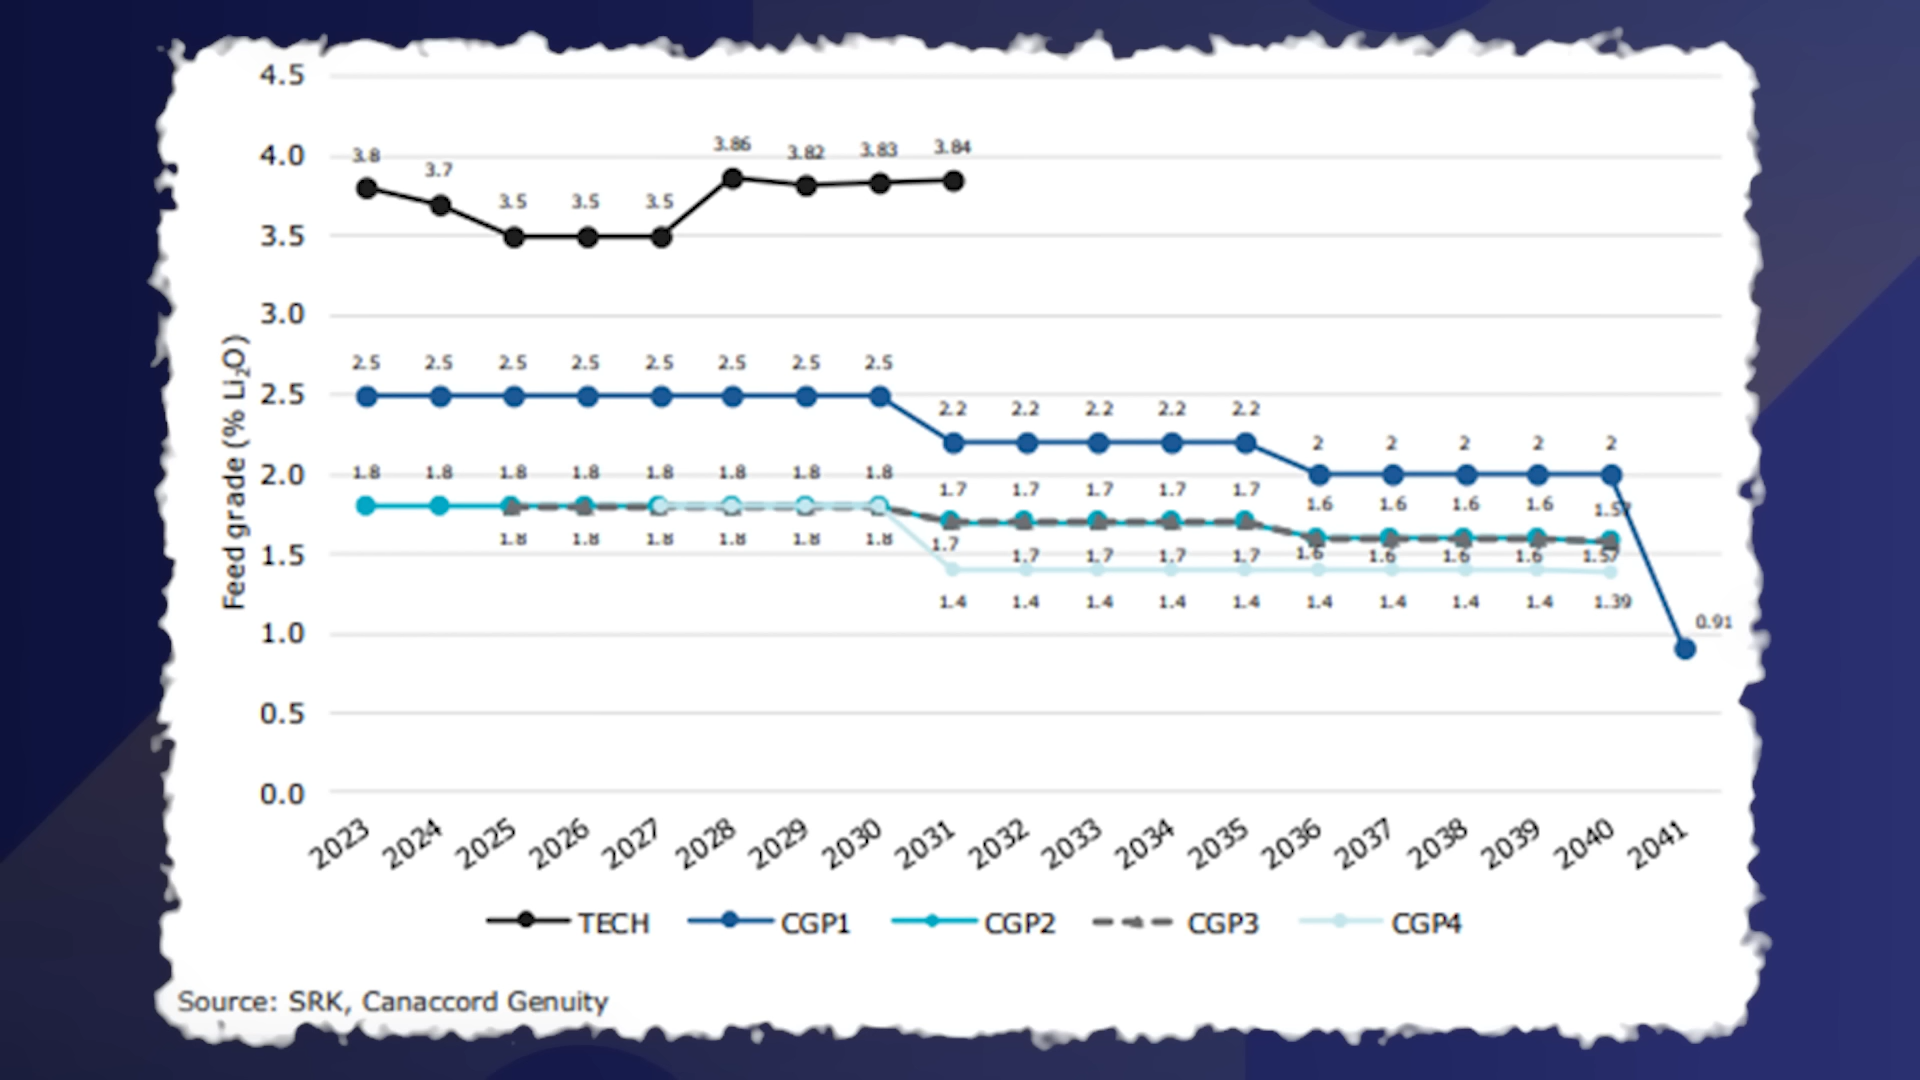 4.5
4.0
3.5
3.0
2.5
2.0
1.5
1.0
0.5
0.0
Feed grade (% Li₂O)
3.8 3.7 3.5 3.5 3.5 3.86 3.82 3.83 3.84
2.5 2.5 2.5 2.5 2.5 2.5 2.5 2.5 2.2 2.2 2.2 2.2 2.2 2 2 2 2 2 0.91
1.8 1.8 1.8 1.8 1.8 1.8 1.8 1.8 1.7 1.7 1.7 1.7 1.7 1.6 1.6 1.6 1.6 1.57
1.8 1.8 1.8 1.8 1.8 1.8 1.7 1.7 1.7 1.7 1.7 1.6 1.6 1.6 1.6 1.57
1.4 1.4 1.4 1.4 1.4 1.4 1.4 1.4 1.4 1.39
2023 2024 2025 2026 2027 2028 2029 2030 2031 2032 2033 2034 2035 2036 2037 2038 2039 2040 2041
TECH CGP1 CGP2 CGP3 CGP4
Source: SRK, Canaccord Genuity